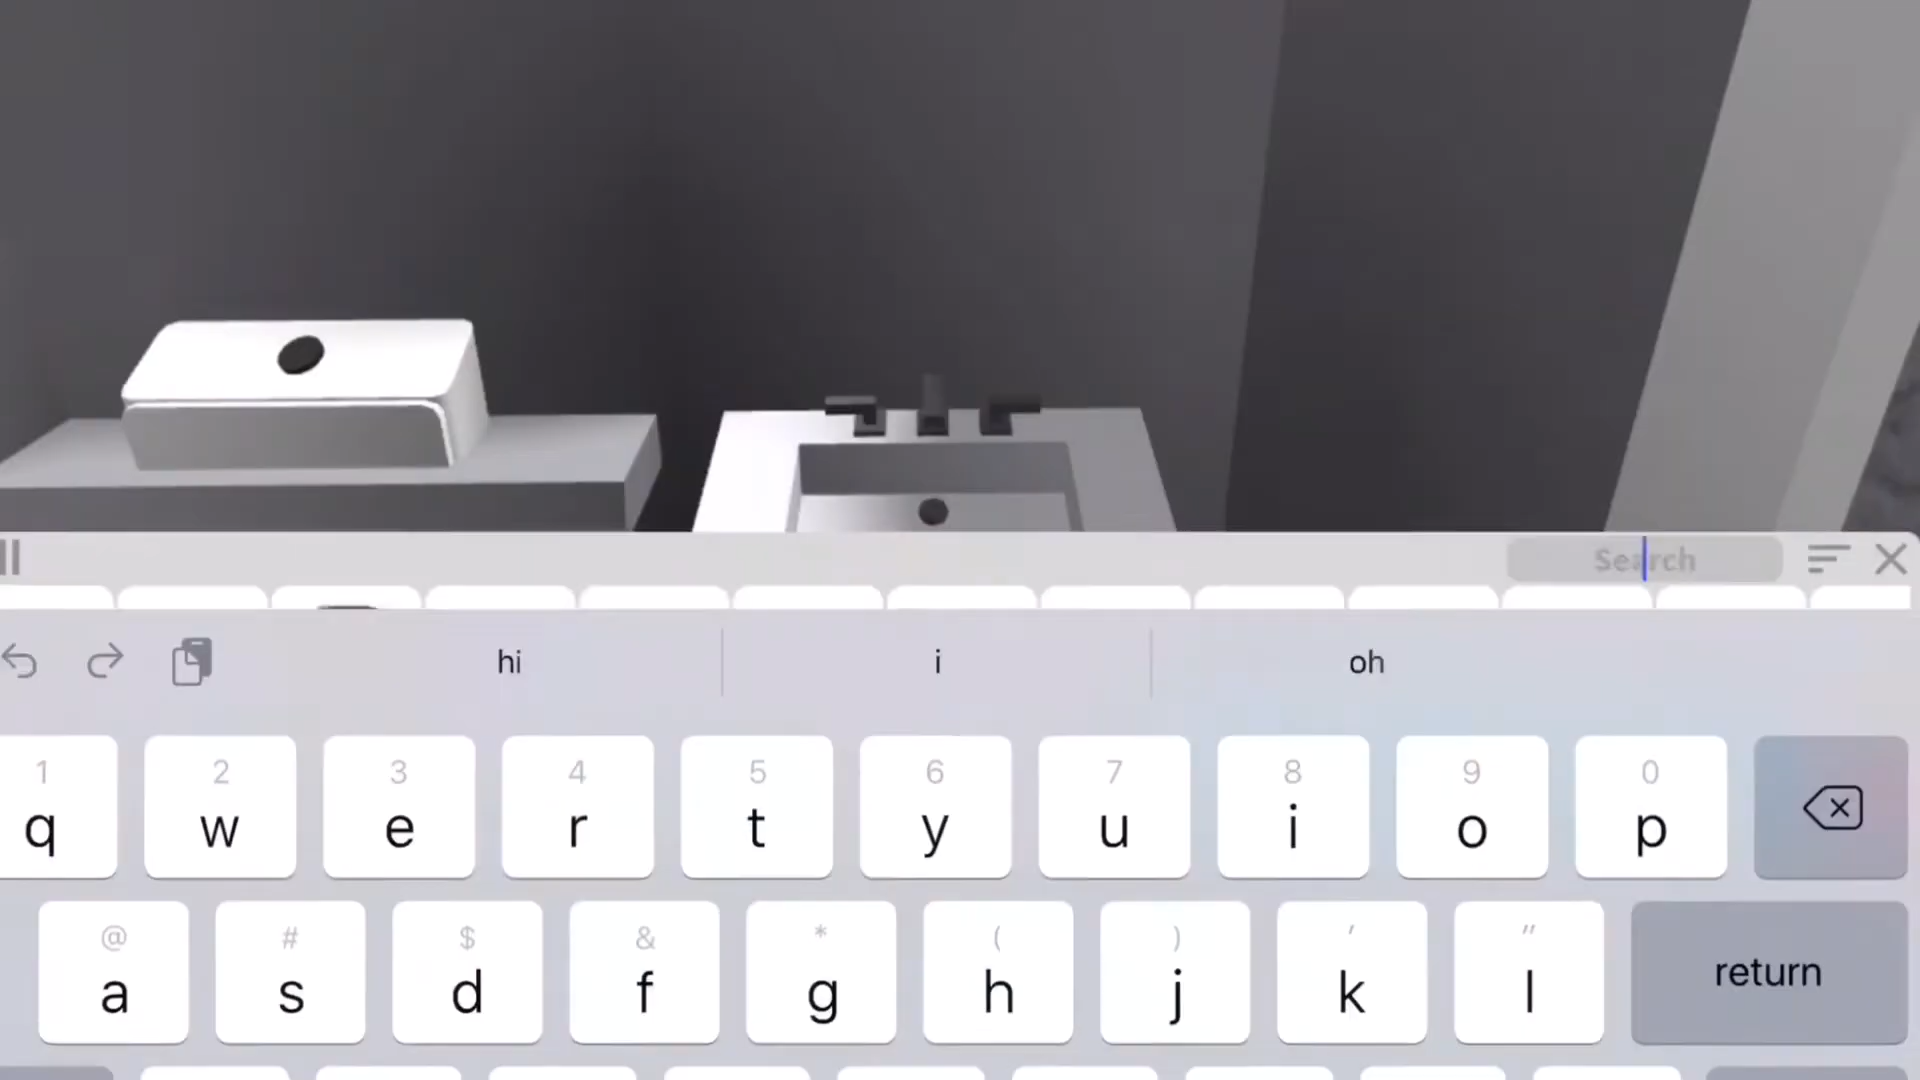 Search
hi i oh
1 2 3 4 5 6 7 8 9 0
q w e r t y u i o p
@ # $ & * ( ) ' "
a s d f g h j k l return